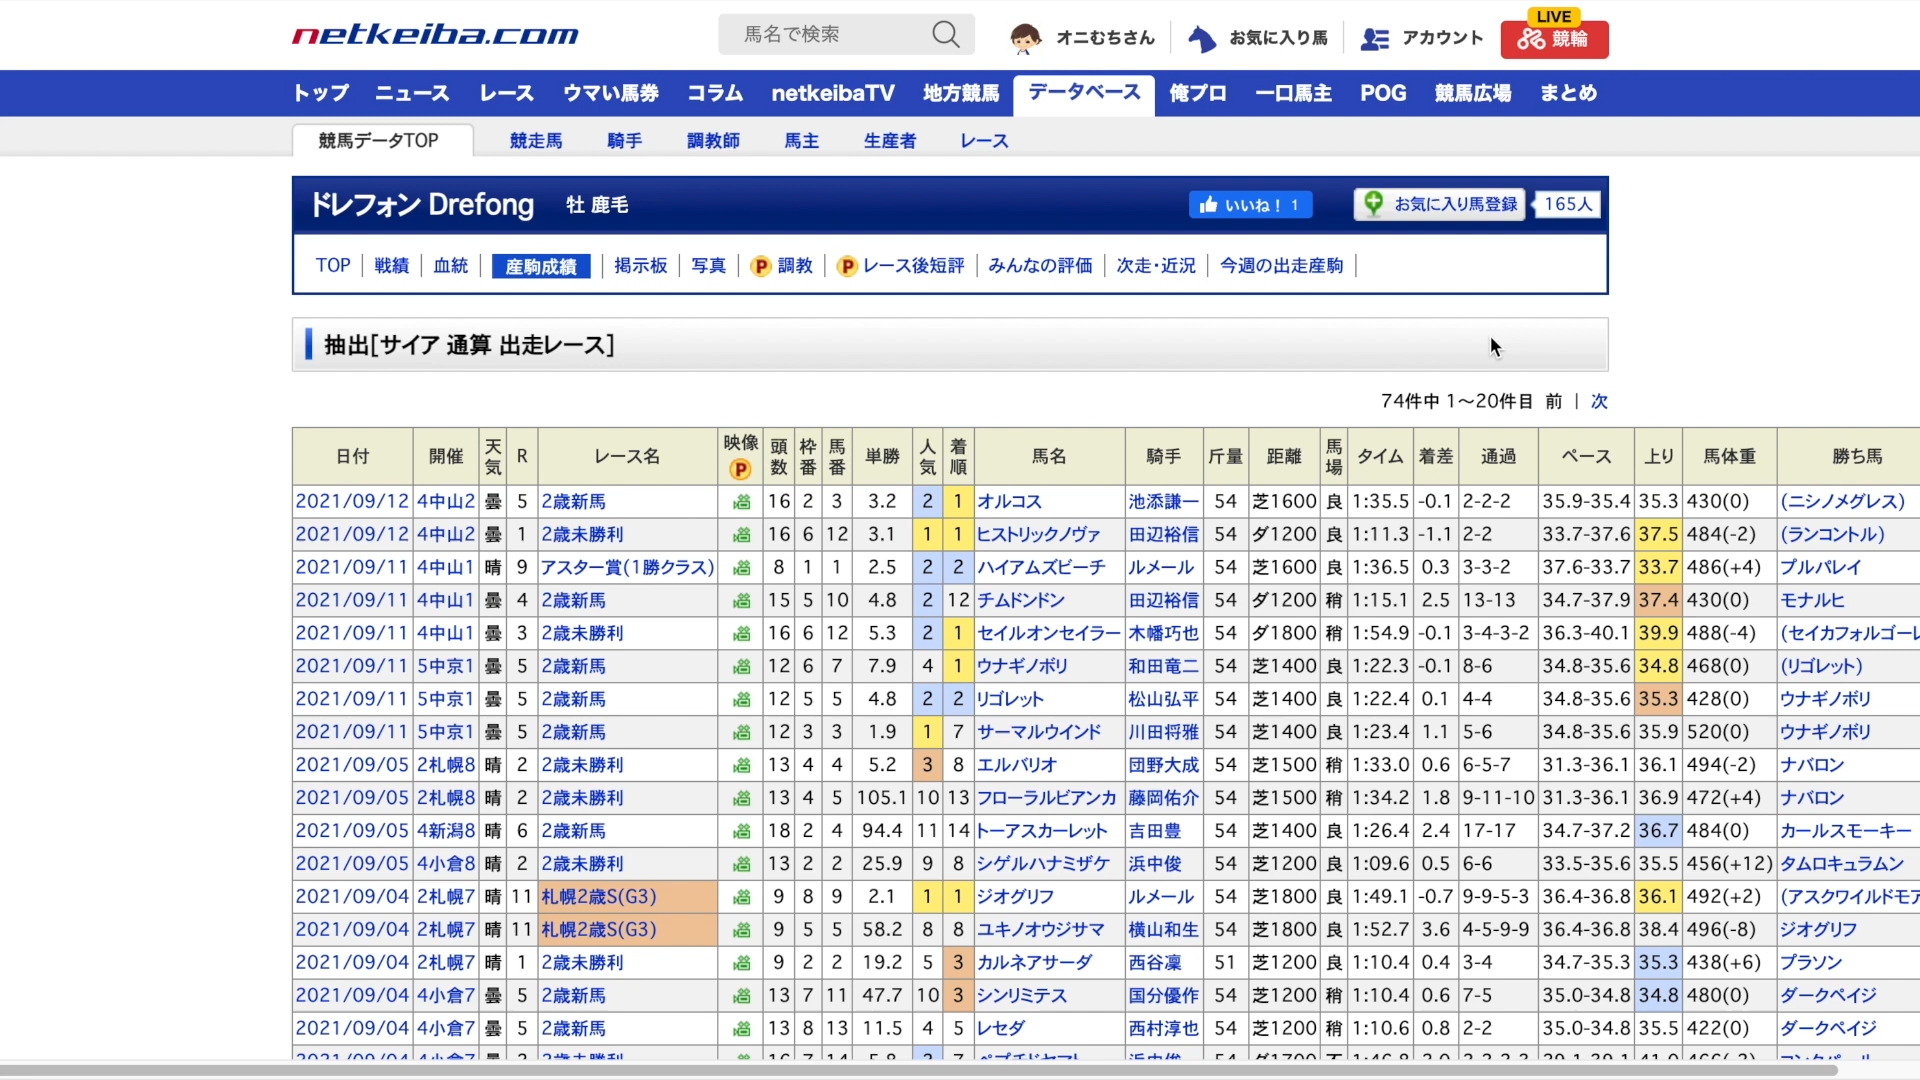 netkeiba.com
馬名で検索
オニむちさん
お気に入り馬
アカウント
LIVE
競輪
トップ ニュース レース ウマい馬券 コラム netkeibaTV 地方競馬 データベース 俺プロ 一口馬主 POG 競馬広場 まとめ
競馬データTOP 競走馬 騎手 調教師 馬主 生産者 レース
ドレフォン Drefong 牡 鹿毛 いいね! 1 お気に入り馬登録 165人
TOP 戦績 血統 産駒成績 掲示板 写真 P 調教 P レース後短評 みんなの評価 次走・近況 今週の出走産駒
抽出[サイア 通算 出走レース]
74件中 1〜20件目 前 | 次
日付 開催 天気 R レース名 映像 P 頭数 枠番 馬番 単勝 人気 着順 馬名 騎手 斤量 距離 馬場 タイム 着差 通過 ペース 上り 馬体重 勝ち馬
2021/09/12 4中山2 曇 5 2歳新馬 16 2 3 3.2 2 1 オルコス 池添謙一 54 芝1600 良 1:35.5 -0.1 2-2-2 35.9-35.4 35.3 430(0) (ニシノメグレス)
2021/09/12 4中山2 曇 1 2歳未勝利 16 6 12 3.1 1 1 ヒストリックノヴァ 田辺裕信 54 ダ1200 良 1:11.3 -1.1 2-2 33.7-37.6 37.5 484(-2) (ランコントル)
2021/09/11 4中山1 晴 9 アスター賞(1勝クラス) 8 1 1 2.5 2 2 ハイアムズビーチ ルメール 54 芝1600 良 1:36.5 0.3 3-3-2 37.6-33.7 33.7 486(+4) プルパレイ
2021/09/11 4中山1 曇 4 2歳新馬 15 5 10 4.8 2 12 チムドンドン 田辺裕信 54 ダ1200 稍 1:15.1 2.5 13-13 34.7-37.9 37.4 430(0) モナルヒ
2021/09/11 4中山1 曇 3 2歳未勝利 16 6 12 5.3 2 1 セイルオンセイラー 木幡巧也 54 ダ1800 稍 1:54.9 -0.1 3-4-3-2 36.3-40.1 39.9 488(-4) (セイカフォルゴーレ
2021/09/11 5中京1 曇 5 2歳新馬 12 6 7 7.9 4 1 ウナギノボリ 和田竜二 54 芝1400 良 1:22.3 -0.1 8-6 34.8-35.6 34.8 468(0) (リゴレット)
2021/09/11 5中京1 曇 5 2歳新馬 12 5 5 4.8 2 2 リゴレット 松山弘平 54 芝1400 良 1:22.4 0.1 4-4 34.8-35.6 35.3 428(0) ウナギノボリ
2021/09/11 5中京1 曇 5 2歳新馬 12 3 3 1.9 1 7 サーマルウインド 川田将雅 54 芝1400 良 1:23.4 1.1 5-6 34.8-35.6 35.9 520(0) ウナギノボリ
2021/09/05 2札幌8 晴 2 2歳未勝利 13 4 4 5.2 3 8 エルバリオ 団野大成 54 芝1500 稍 1:33.0 0.6 6-5-7 31.3-36.1 36.1 494(-2) ナバロン
2021/09/05 2札幌8 晴 2 2歳未勝利 13 4 5 105.1 10 13 フローラルビアンカ 藤岡佑介 54 芝1500 稍 1:34.2 1.8 9-11-10 31.3-36.1 36.9 472(+4) ナバロン
2021/09/05 4新潟8 晴 6 2歳新馬 18 2 4 94.4 11 14 トーアスカーレット 吉田豊 54 芝1400 良 1:26.4 2.4 17-17 34.7-37.2 36.7 484(0) カールスモーキー
2021/09/05 4小倉8 晴 2 2歳未勝利 13 2 2 25.9 9 8 シゲルハナミザケ 浜中俊 54 芝1200 良 1:09.6 0.5 6-6 33.5-35.6 35.5 456(+12) タムロキュラムン
2021/09/04 2札幌7 晴 11 札幌2歳S(G3) 9 8 9 2.1 1 1 ジオグリフ ルメール 54 芝1800 良 1:49.1 -0.7 9-9-5-3 36.4-36.8 36.1 492(+2) (アスクワイルドモア
2021/09/04 2札幌7 晴 11 札幌2歳S(G3) 9 5 5 58.2 8 8 ユキノオウジサマ 横山和生 54 芝1800 良 1:52.7 3.6 4-5-9-9 36.4-36.8 38.4 496(-8) ジオグリフ
2021/09/04 2札幌7 晴 1 2歳未勝利 9 2 2 19.2 5 3 カルネアサーダ 西谷凜 51 芝1200 良 1:10.4 0.4 3-4 34.7-35.3 35.3 438(+6) プラソン
2021/09/04 4小倉7 曇 5 2歳新馬 13 7 11 47.7 10 3 シンリミテス 国分優作 54 芝1200 稍 1:10.4 0.6 7-5 35.0-34.8 34.8 480(0) ダークペイジ
2021/09/04 4小倉7 曇 5 2歳新馬 13 8 13 11.5 4 5 レセダ 西村淳也 54 芝1200 稍 1:10.6 0.8 2-2 35.0-34.8 35.5 422(0) ダークペイジ